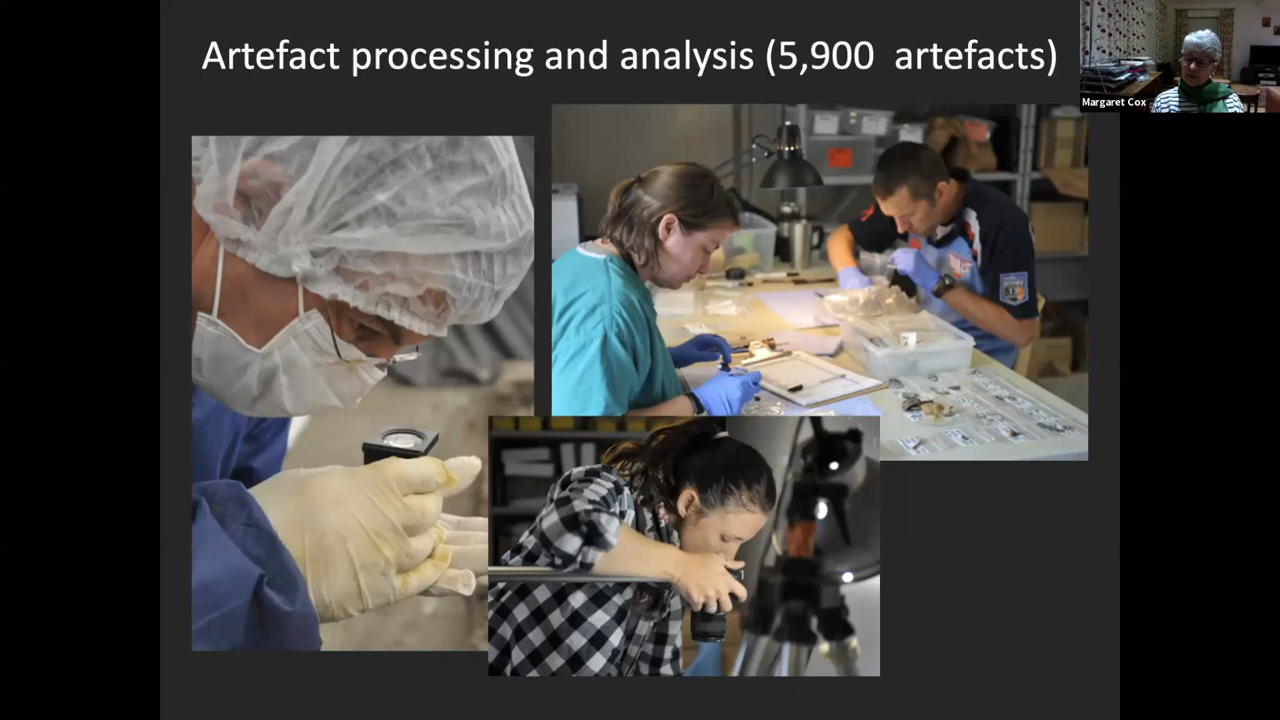 Artefact processing and analysis (5,900 artefacts)
Margaret Cox